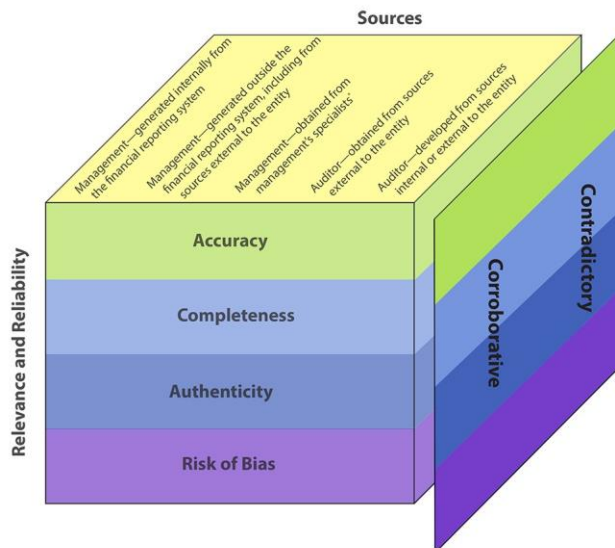 Sources
Management—generated internally from
the financial reporting system
Management—generated outside the
financial reporting system, including from
sources external to the entity
Management—obtained from
management's specialists'
Auditor—obtained from sources
external to the entity
Auditor—developed from sources
internal or external to the entity
Relevance and Reliability
Accuracy
Completeness
Authenticity
Risk of Bias
Corroborative
Contradictory